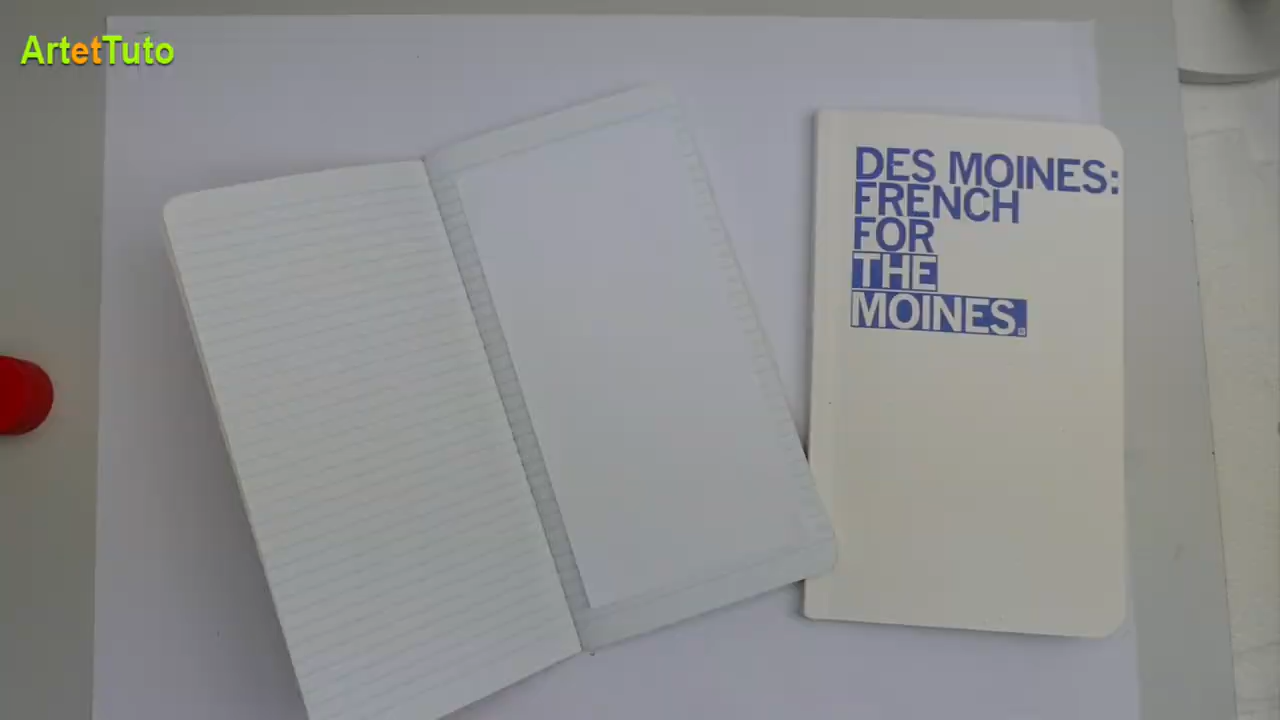 ArtetTuto
DES MOINES:
FRENCH
FOR
THE
MOINES.